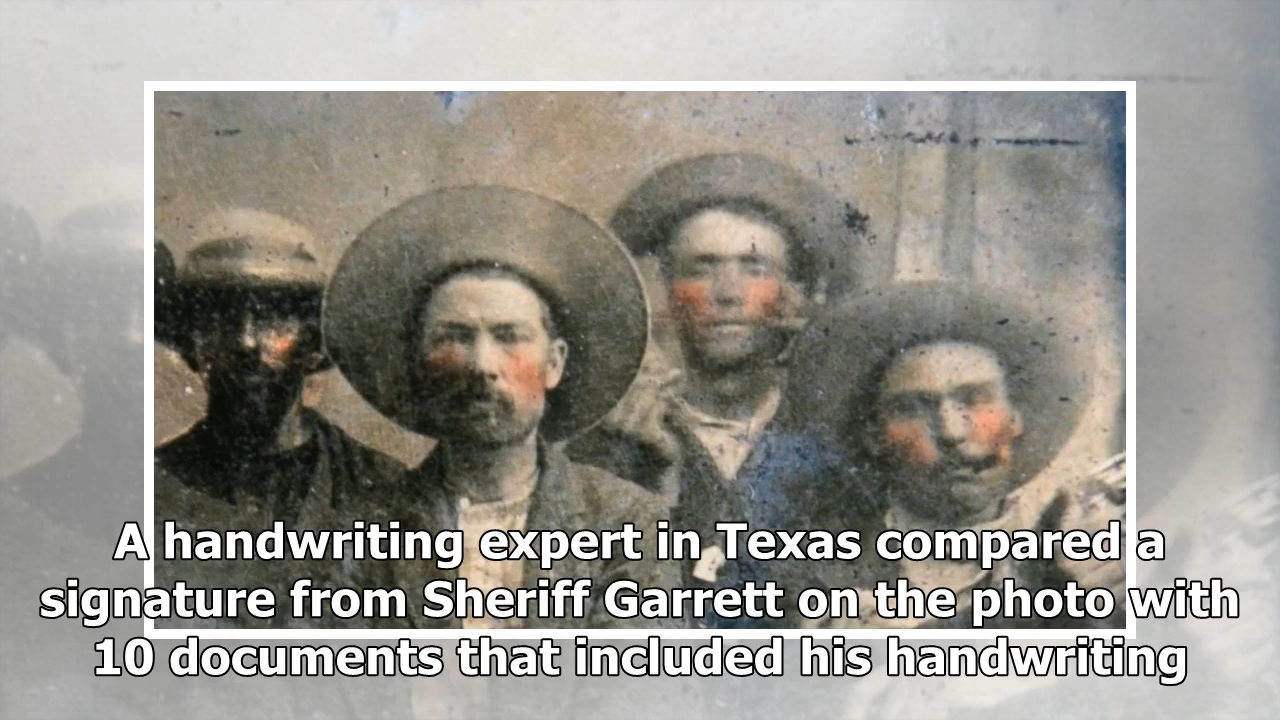 A handwriting expert in Texas compared a
signature from Sheriff Garrett on the photo with
10 documents that included his handwriting